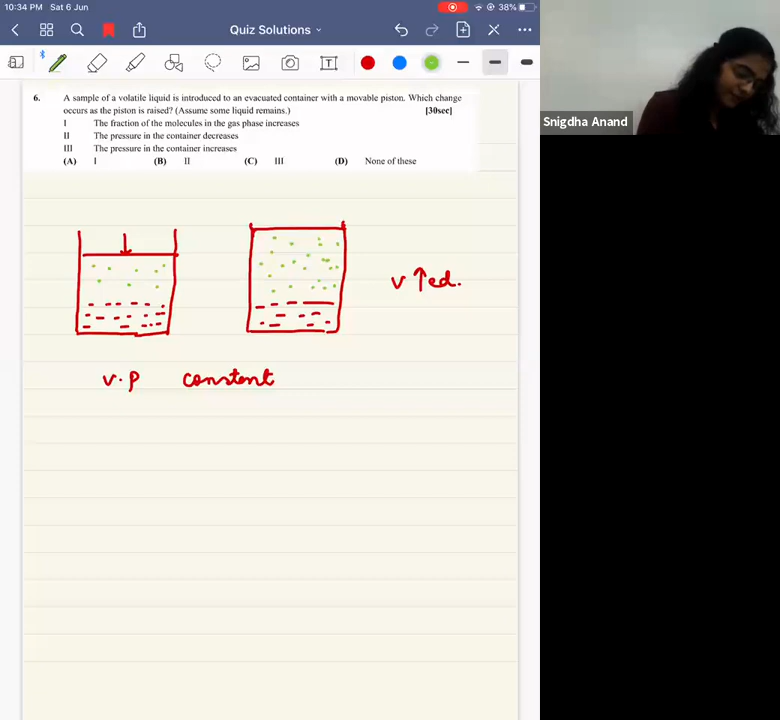 10:34 PM Sat 6 Jun
38%
Quiz Solutions
T
Snigdha Anand
6. A sample of a volatile liquid is introduced to an evacuated container with a movable piston. Which change
occurs as the piston is raised? (Assume some liquid remains.) [30sec]
I The fraction of the molecules in the gas phase increases
II The pressure in the container decreases
III The pressure in the container increases
(A) I (B) II (C) III (D) None of these
v ↑ed.
v.p constent